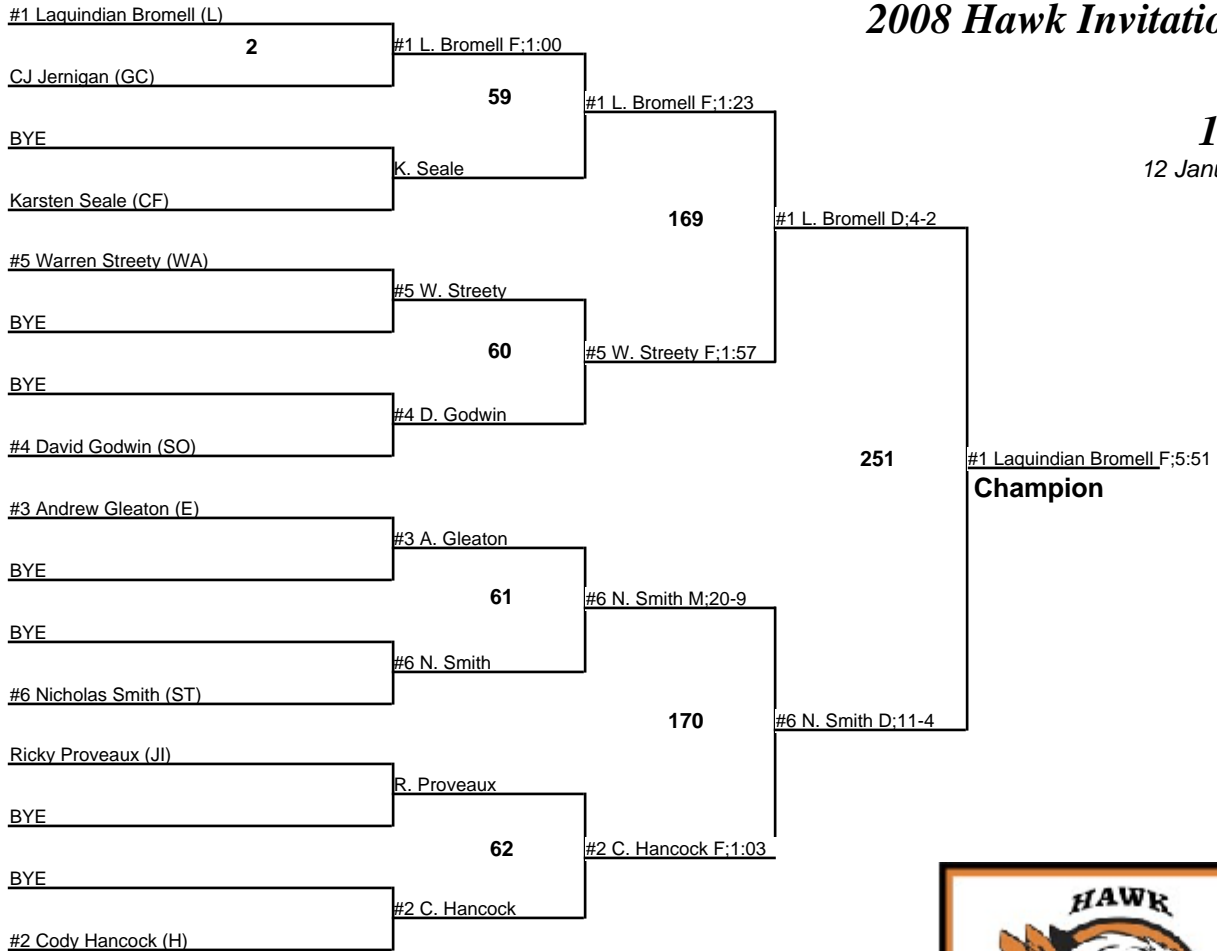 #1 Laquindian Bromell (L)
2008 Hawk Invitatio
2
#1 L. Bromell F;1:00
CJ Jernigan (GC)
59
#1 L. Bromell F;1:23
BYE
1
K. Seale
12 Janu
Karsten Seale (CF)
169
#1 L. Bromell D;4-2
#5 Warren Streety (WA)
#5 W. Streety
BYE
60
#5 W. Streety F;1:57
BYE
#4 D. Godwin
#4 David Godwin (SO)
251
#1 Laquindian Bromell F;5:51
Champion
#3 Andrew Gleaton (E)
#3 A. Gleaton
BYE
61
#6 N. Smith M;20-9
BYE
#6 N. Smith
#6 Nicholas Smith (ST)
170
#6 N. Smith D;11-4
Ricky Proveaux (JI)
R. Proveaux
BYE
62
#2 C. Hancock F;1:03
BYE
HAWK
#2 C. Hancock
#2 Cody Hancock (H)